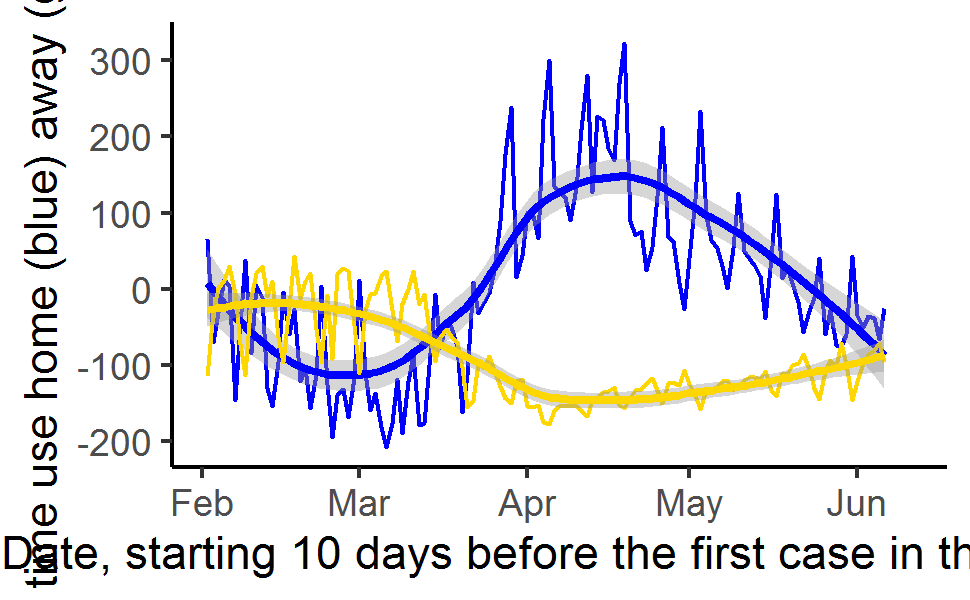 time use home (blue) away (
300
200
100
0
-100
-200
Feb Mar Apr May Jun
Date, starting 10 days before the first case in th